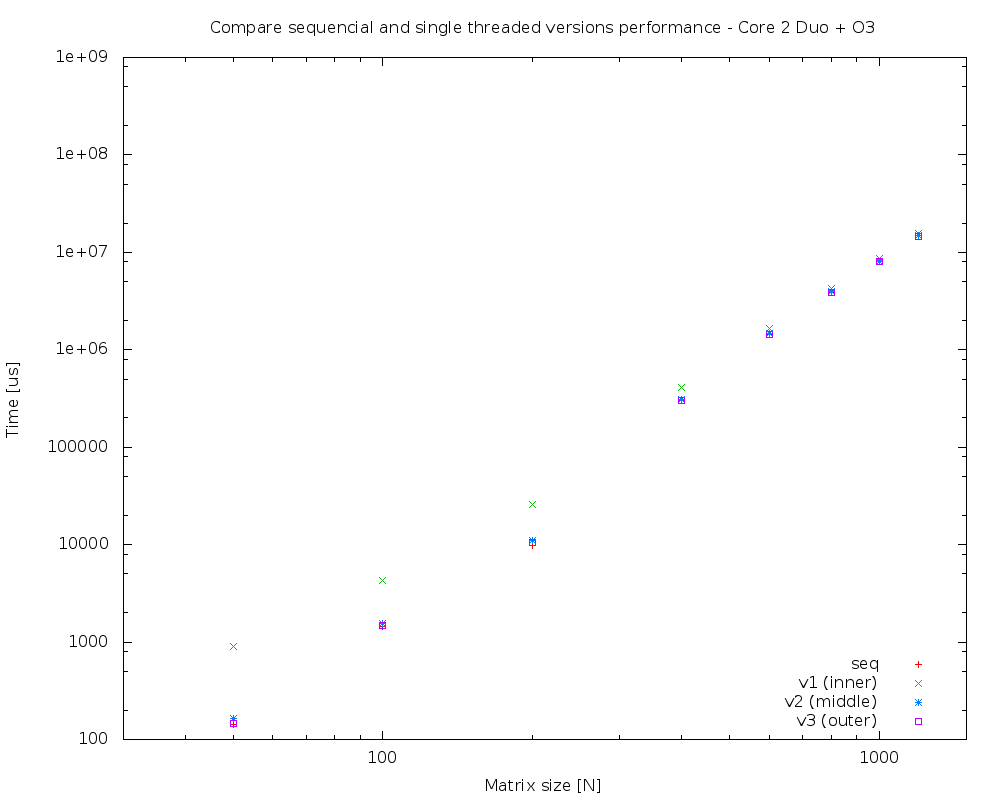 Compare sequencial and single threaded versions performance - Core 2 Duo + O3
1e+09
1e+08
1e+07
1e+06
100000
10000
1000
100
Time [us]
seq
v1 (inner)
v2 (middle)
v3 (outer)
100
1000
Matrix size [N]